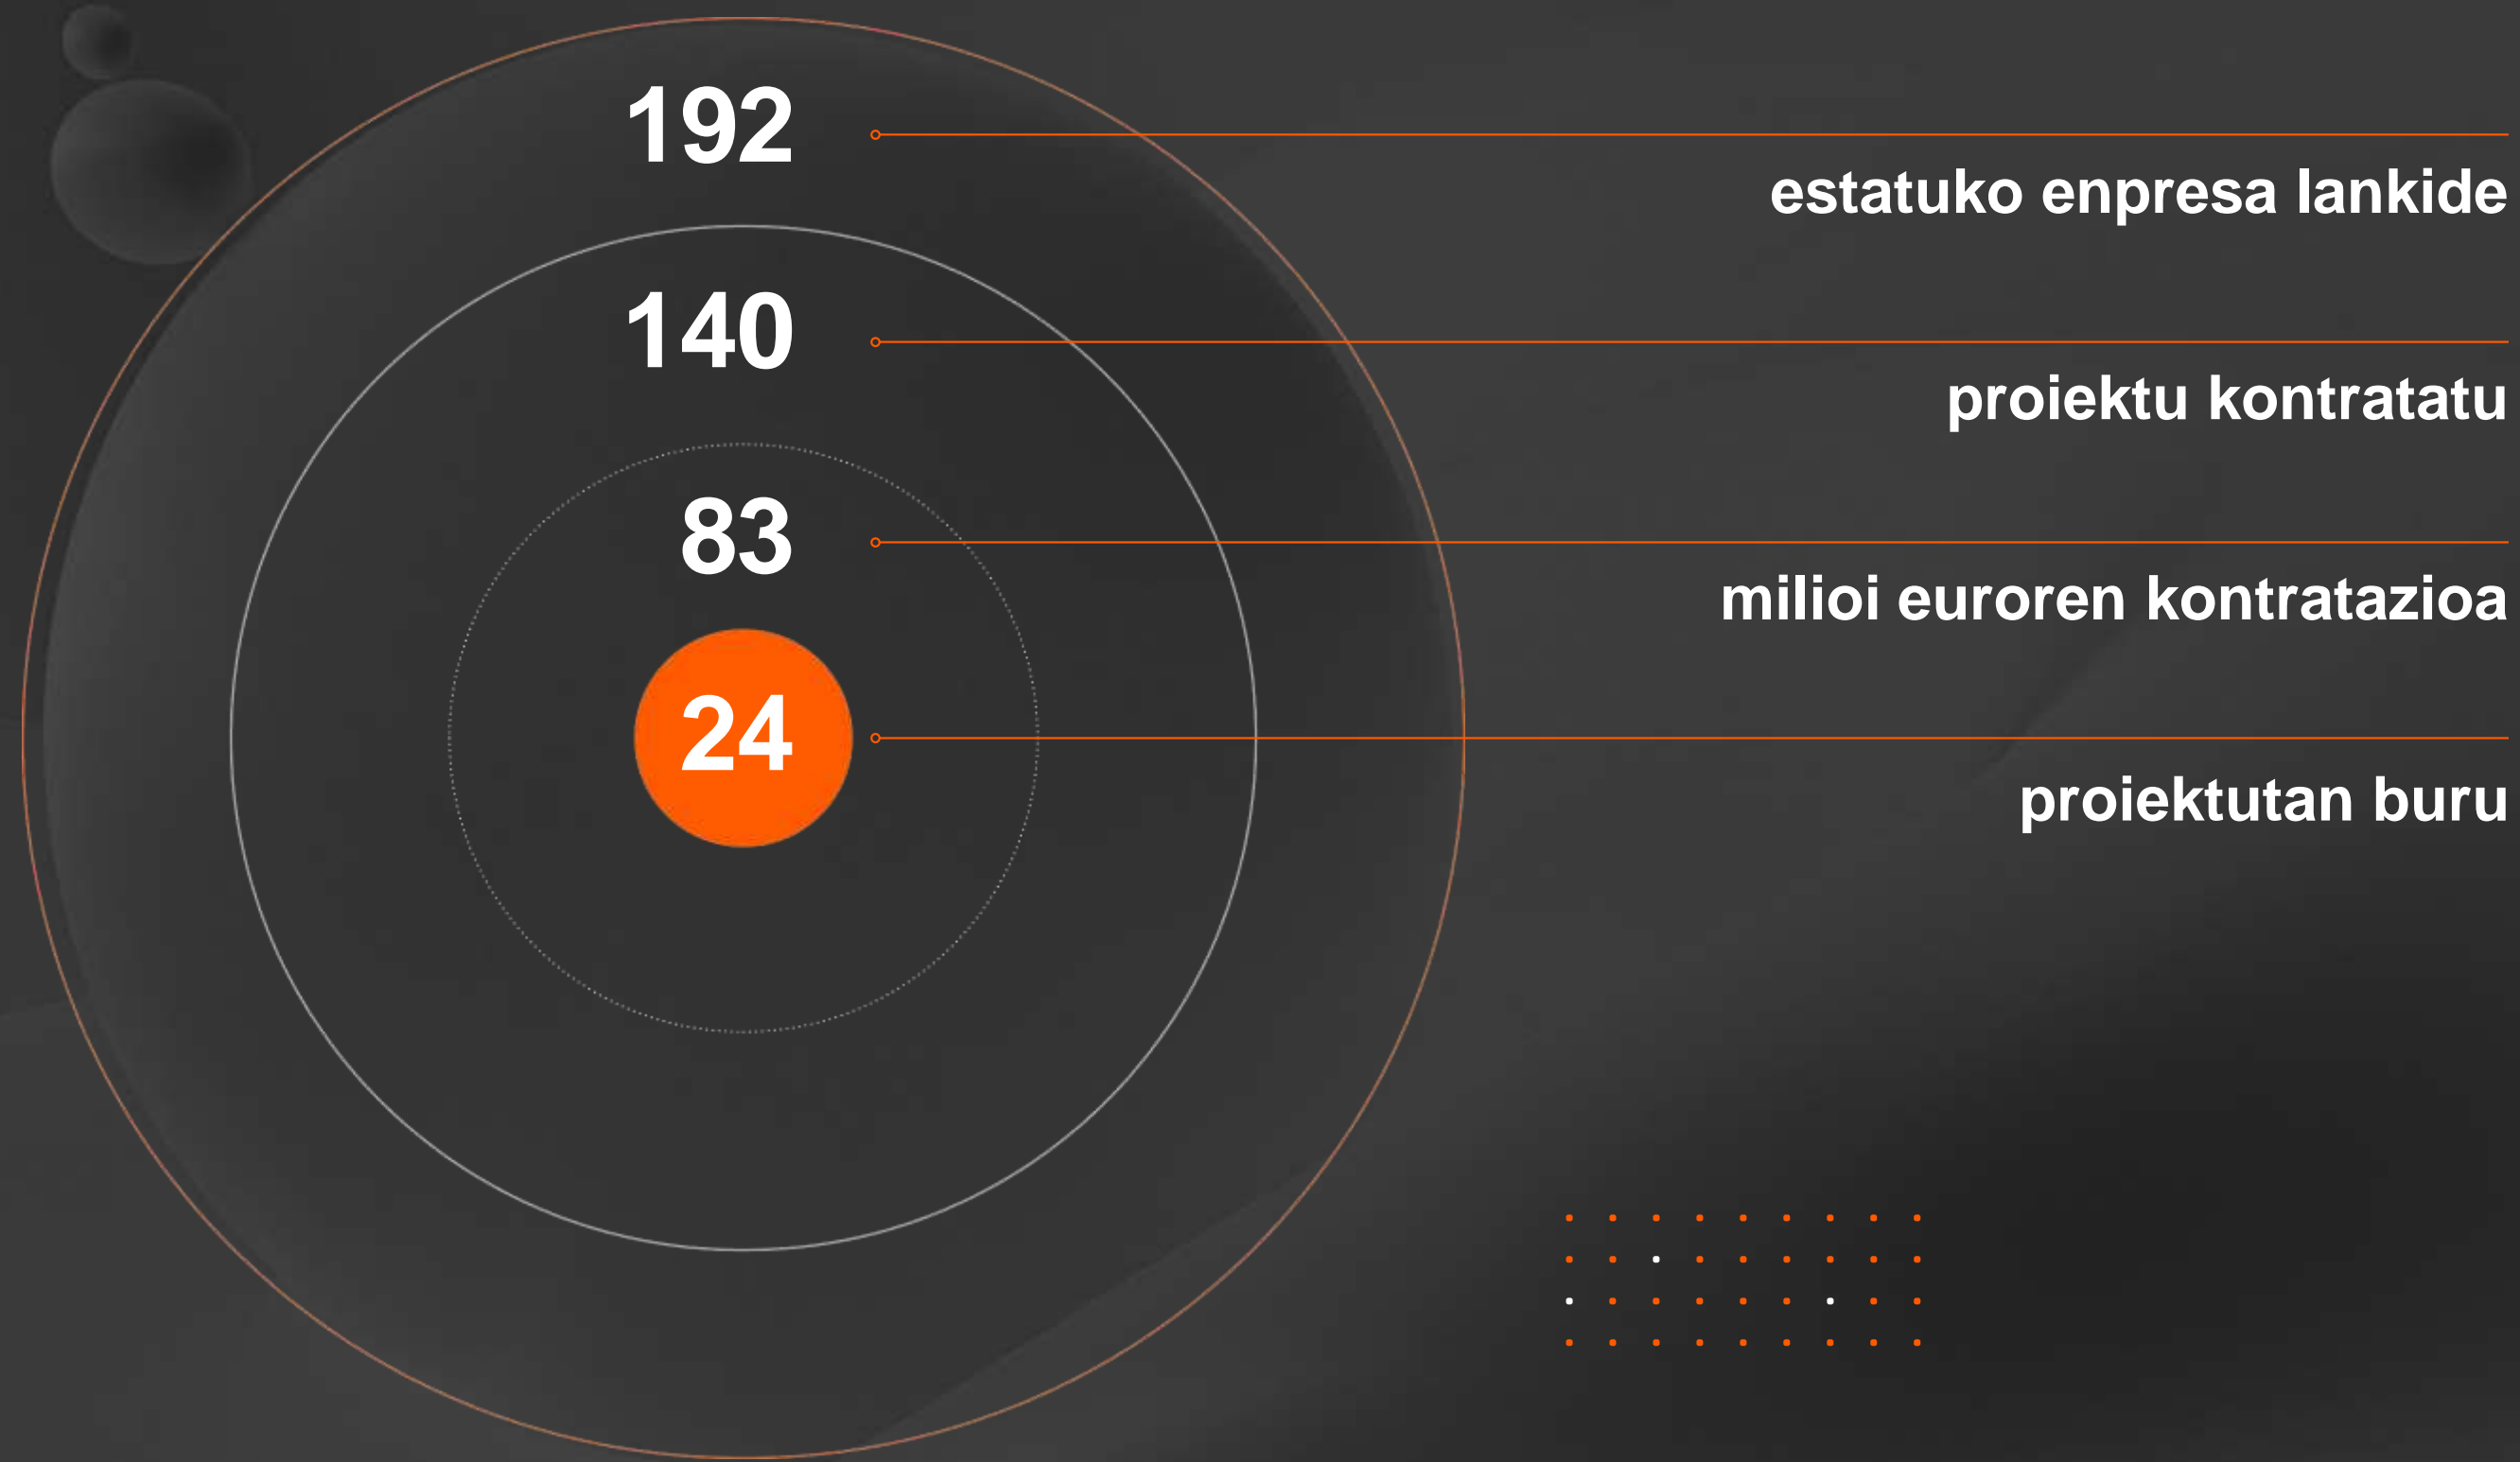 192
estatuko enpresa lankide
140
proiektu kontratatu
83
milioi euroren kontratazioa
24
proiektutan buru